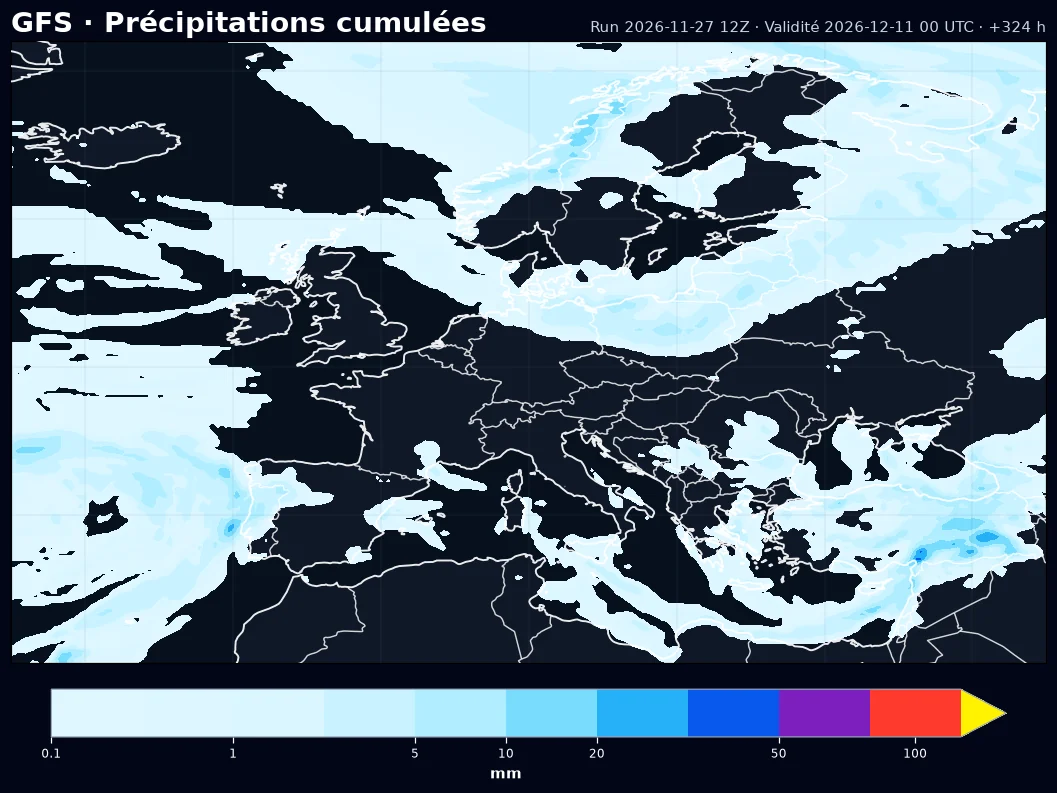 GFS · Précipitations cumulées
Run 2026-11-27 12Z · Validité 2026-12-11 00 UTC · +324 h
0.1 1 5 10 20 50 100
mm